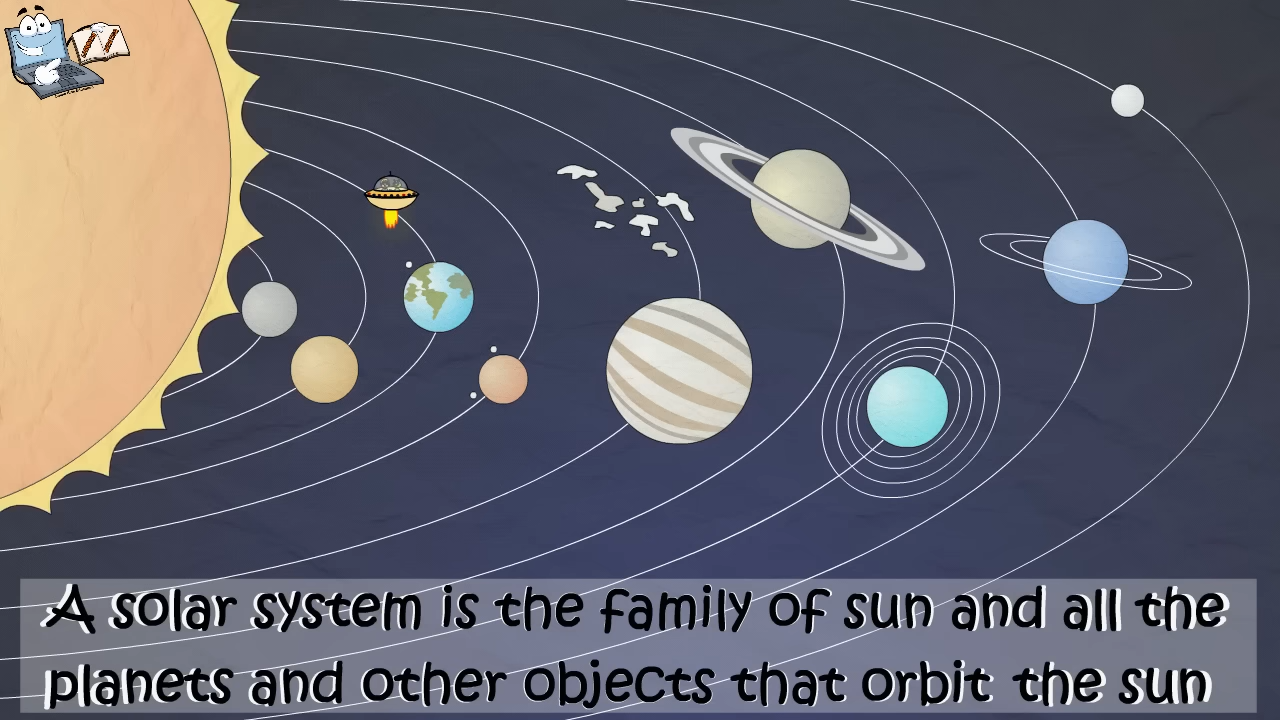 A solar system is the family of sun and all the
planets and other objects that orbit the sun